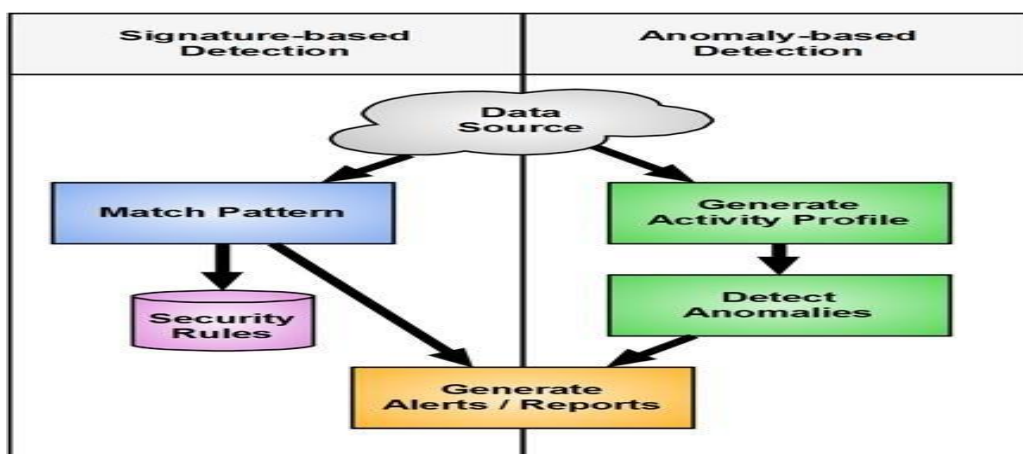 Signature-based
Detection
Anomaly-based
Detection
Data
Source
Match Pattern
Generate
Activity Profile
Security
Rules
Detect
Anomalies
Generate
Alerts / Reports